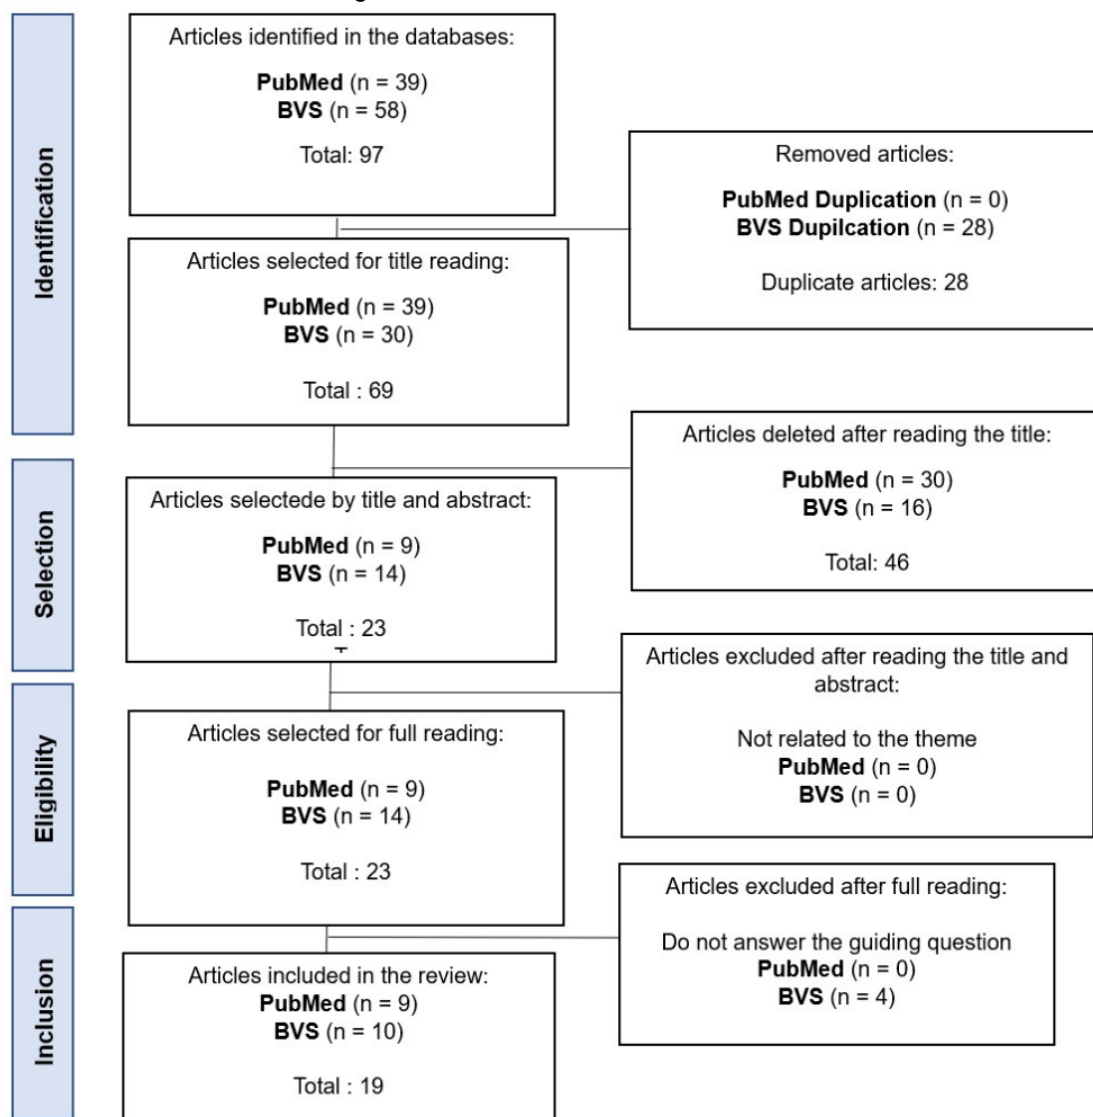 Identification
Articles identified in the databases:
PubMed (n = 39)
BVS (n = 58)
Total: 97
Removed articles:
PubMed Duplication (n = 0)
BVS Dupilcation (n = 28)
Duplicate articles: 28
Articles selected for title reading:
PubMed (n = 39)
BVS (n = 30)
Total : 69
Selection
Articles deleted after reading the title:
PubMed (n = 30)
BVS (n = 16)
Total: 46
Articles selectede by title and abstract:
PubMed (n = 9)
BVS (n = 14)
Total : 23
Eligibility
Articles excluded after reading the title and
abstract:
Not related to the theme
PubMed (n = 0)
BVS (n = 0)
Articles selected for full reading:
PubMed (n = 9)
BVS (n = 14)
Total : 23
Inclusion
Articles excluded after full reading:
Do not answer the guiding question
PubMed (n = 0)
BVS (n = 4)
Articles included in the review:
PubMed (n = 9)
BVS (n = 10)
Total : 19